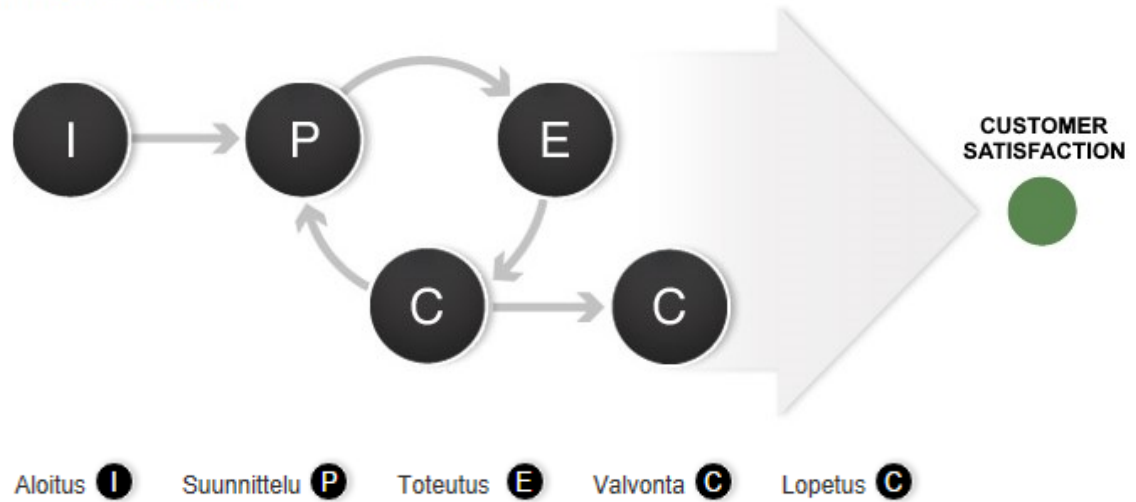 I
P
E
CUSTOMER
SATISFACTION
C
C
Aloitus I Suunnittelu P Toteutus E Valvonta C Lopetus C